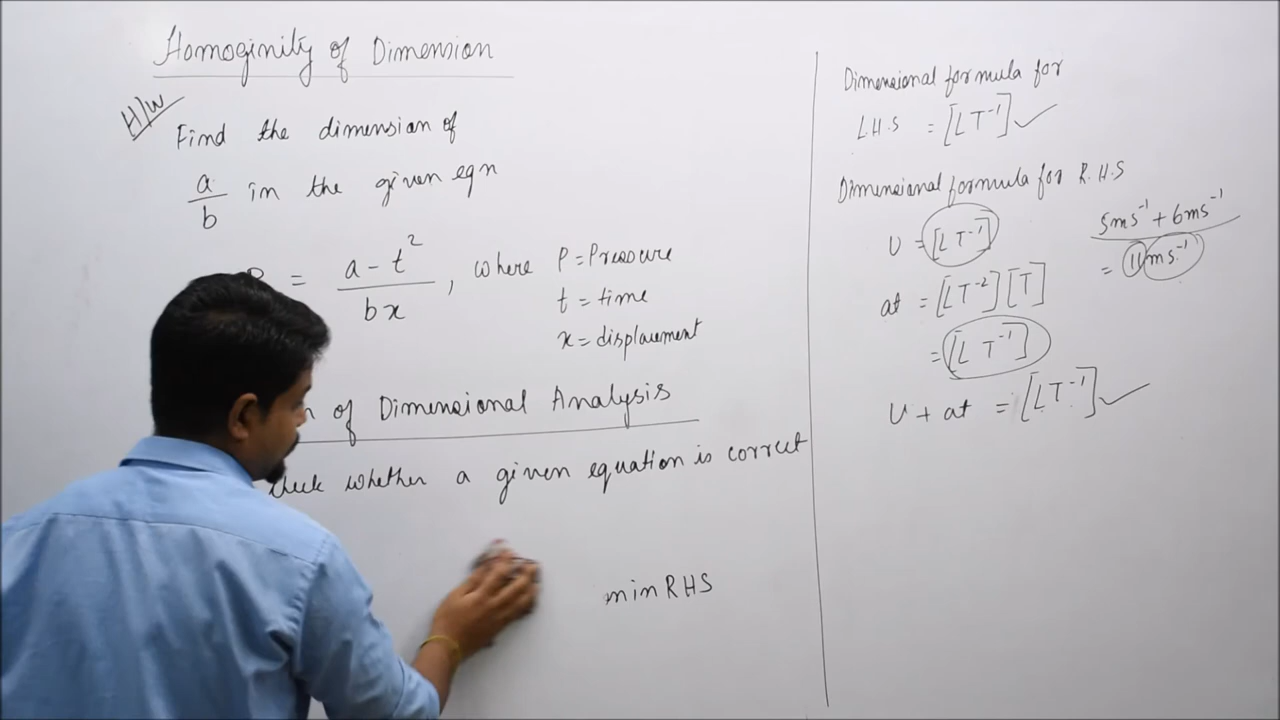 Homoginity of Dimension
H/W
Find the dimension of
a/b in the given eqn
= a - t² / bx , where P = Pressure
t = time
x = displacement
of Dimensional Analysis
check whether a given equation is correct
min RHS
Dimensional formula for
L.H.S = [LT⁻¹] ✓
Dimensional formula for R.H.S
U = [LT⁻¹]
5ms⁻¹ + 6ms⁻¹
= 11ms⁻¹
at = [LT⁻²][T]
= [LT⁻¹]
U + at = [LT⁻¹] ✓